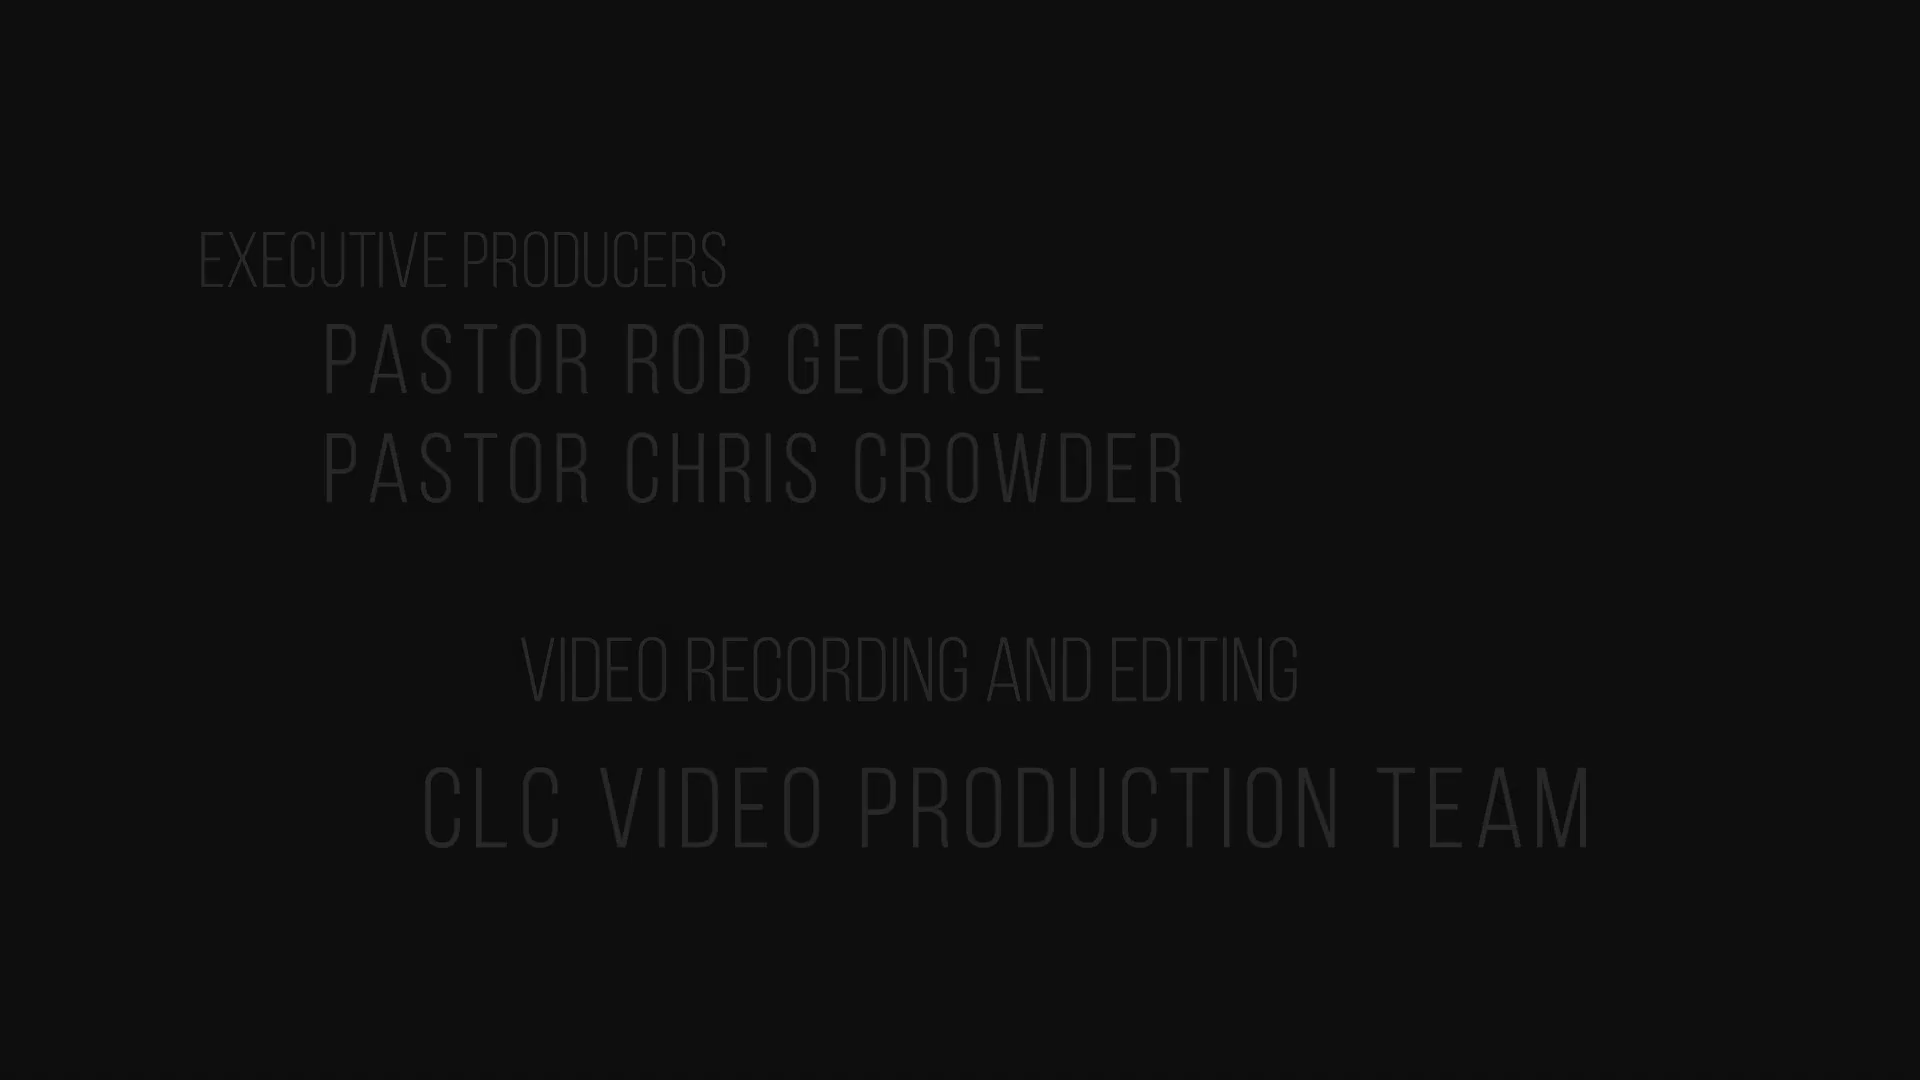 EXECUTIVE PRODUCERS
PASTOR ROB GEORGE
PASTOR CHRIS CROWDER
VIDEO RECORDING AND EDITING
CLC VIDEO PRODUCTION TEAM